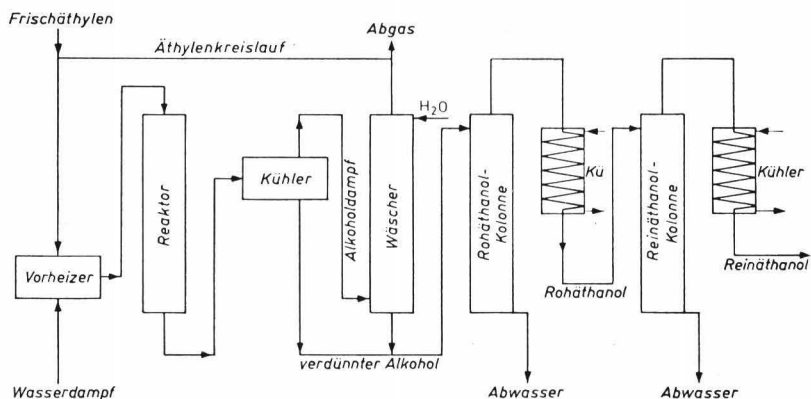 Frischäthylen
Äthylenkreislauf
Abgas
H₂O
Vorheizer
Reaktor
Kühler
Alkoholdampf
Wäscher
Rohäthanol-
Kolonne
Kü
Rohäthanol
Reinäthanol-
Kolonne
Kühler
Reinäthanol
verdünnter Alkohol
Wasserdampf
Abwasser
Abwasser